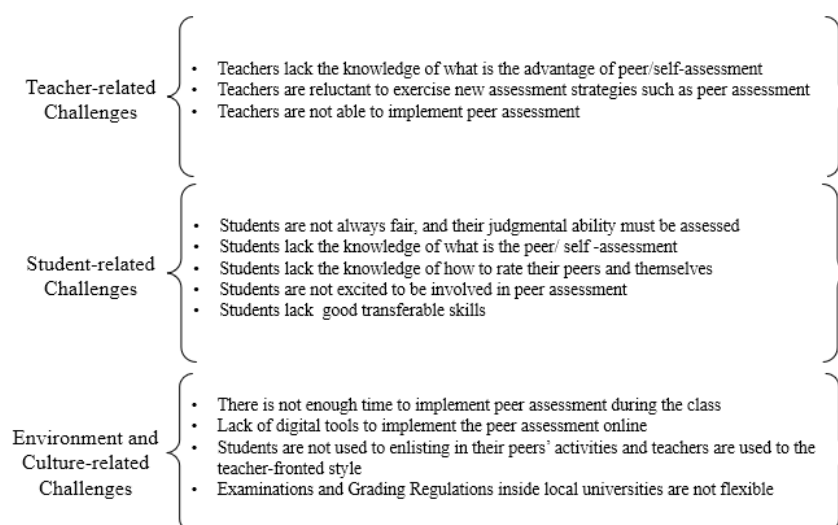 Teacher-related
Challenges
• Teachers lack the knowledge of what is the advantage of peer/self-assessment
• Teachers are reluctant to exercise new assessment strategies such as peer assessment
• Teachers are not able to implement peer assessment
Student-related
Challenges
• Students are not always fair, and their judgmental ability must be assessed
• Students lack the knowledge of what is the peer/ self -assessment
• Students lack the knowledge of how to rate their peers and themselves
• Students are not excited to be involved in peer assessment
• Students lack good transferable skills
Environment and
Culture-related
Challenges
• There is not enough time to implement peer assessment during the class
• Lack of digital tools to implement the peer assessment online
• Students are not used to enlisting in their peers’ activities and teachers are used to the
teacher-fronted style
• Examinations and Grading Regulations inside local universities are not flexible